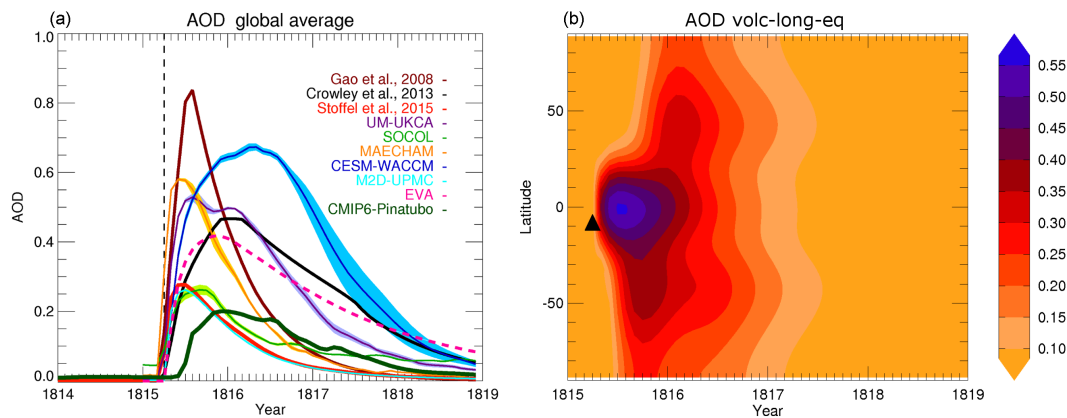 (a)
AOD global average
1.0
0.8
0.6
0.4
0.2
0.0
AOD
Gao et al., 2008 -
Crowley et al., 2013 -
Stoffel et al., 2015 -
UM-UKCA -
SOCOL -
MAECHAM -
CESM-WACCM -
M2D-UPMC -
EVA -
CMIP6-Pinatubo -
1814 1815 1816 1817 1818 1819
Year
(b)
AOD volc-long-eq
50
0
-50
Latitude
1815 1816 1817 1818 1819
Year
0.55
0.50
0.45
0.40
0.35
0.30
0.25
0.20
0.15
0.10